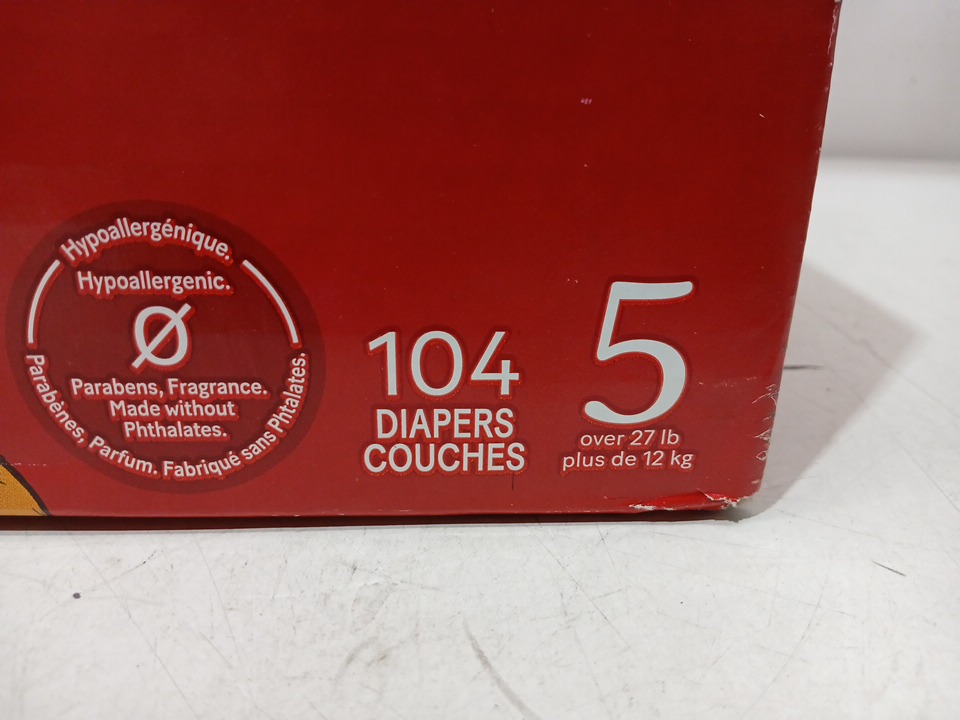 Hypoallergénique.
Hypoallergenic.
Ø
Parabens, Fragrance.
Made without
Phthalates.
Parabènes, Parfum. Fabriqué sans Phtalates.
104
DIAPERS
COUCHES
5
over 27 lb
plus de 12 kg